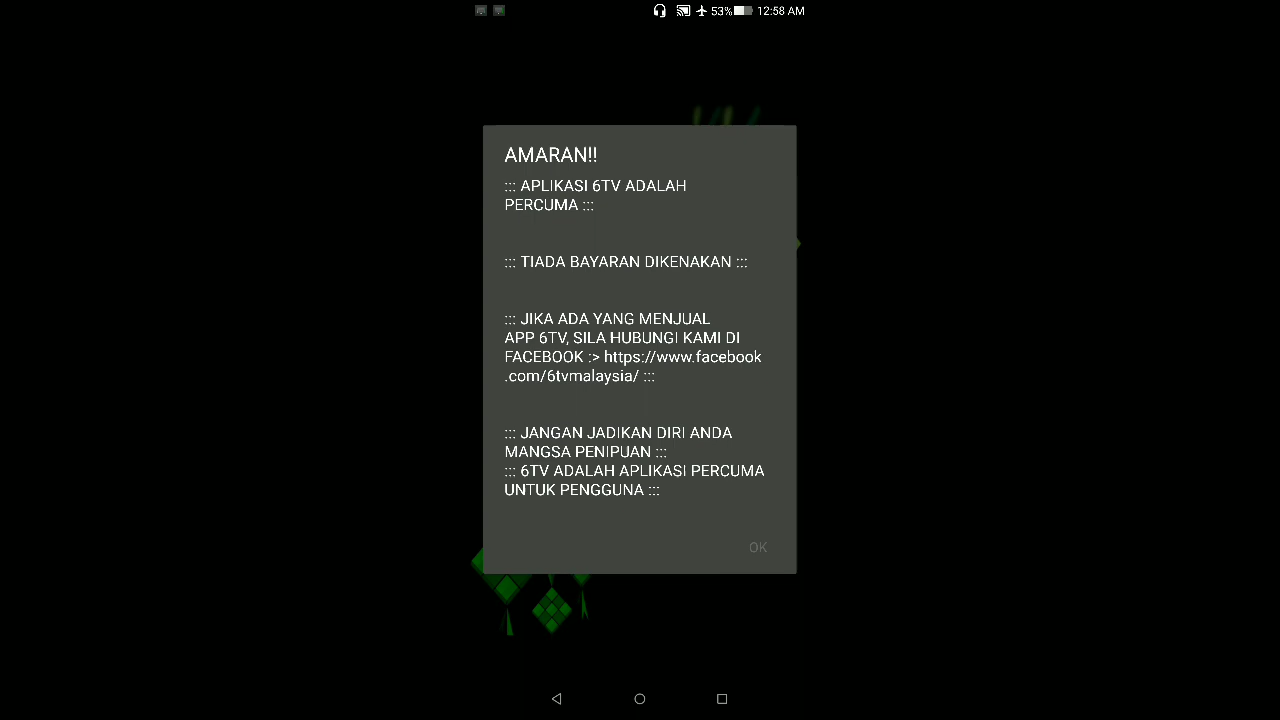 53% 12:58 AM
AMARAN!!
::: APLIKASI 6TV ADALAH
PERCUMA :::
::: TIADA BAYARAN DIKENAKAN :::
::: JIKA ADA YANG MENJUAL
APP 6TV, SILA HUBUNGI KAMI DI
FACEBOOK :> https://www.facebook
.com/6tvmalaysia/ :::
::: JANGAN JADIKAN DIRI ANDA
MANGSA PENIPUAN :::
::: 6TV ADALAH APLIKASI PERCUMA
UNTUK PENGGUNA :::
OK